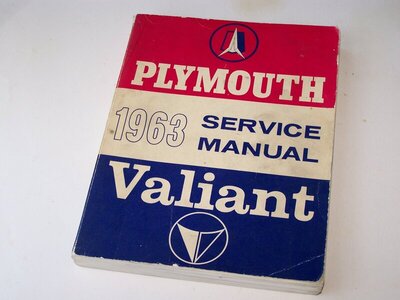 PLYMOUTH
1963 SERVICE
MANUAL
Valiant